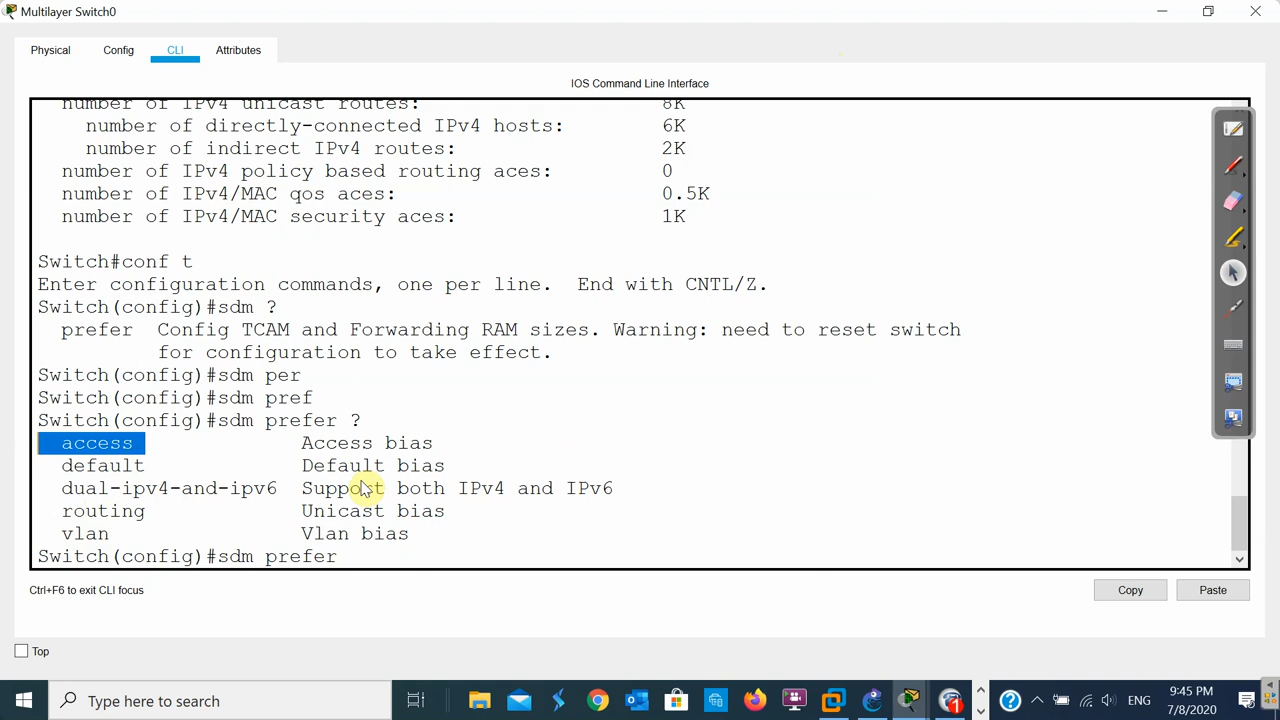 Multilayer Switch0
Physical Config CLI Attributes
IOS Command Line Interface
number of IPv4 unicast routes: 8K
number of directly-connected IPv4 hosts: 6K
number of indirect IPv4 routes: 2K
number of IPv4 policy based routing aces: 0
number of IPv4/MAC qos aces: 0.5K
number of IPv4/MAC security aces: 1K
Switch#conf t
Enter configuration commands, one per line. End with CNTL/Z.
Switch(config)#sdm ?
prefer Config TCAM and Forwarding RAM sizes. Warning: need to reset switch
for configuration to take effect.
Switch(config)#sdm per
Switch(config)#sdm pref
Switch(config)#sdm prefer ?
access Access bias
default Default bias
dual-ipv4-and-ipv6 Support both IPv4 and IPv6
routing Unicast bias
vlan Vlan bias
Switch(config)#sdm prefer
Ctrl+F6 to exit CLI focus
Copy Paste
Top
Type here to search
1
ENG
9:45 PM
7/8/2020